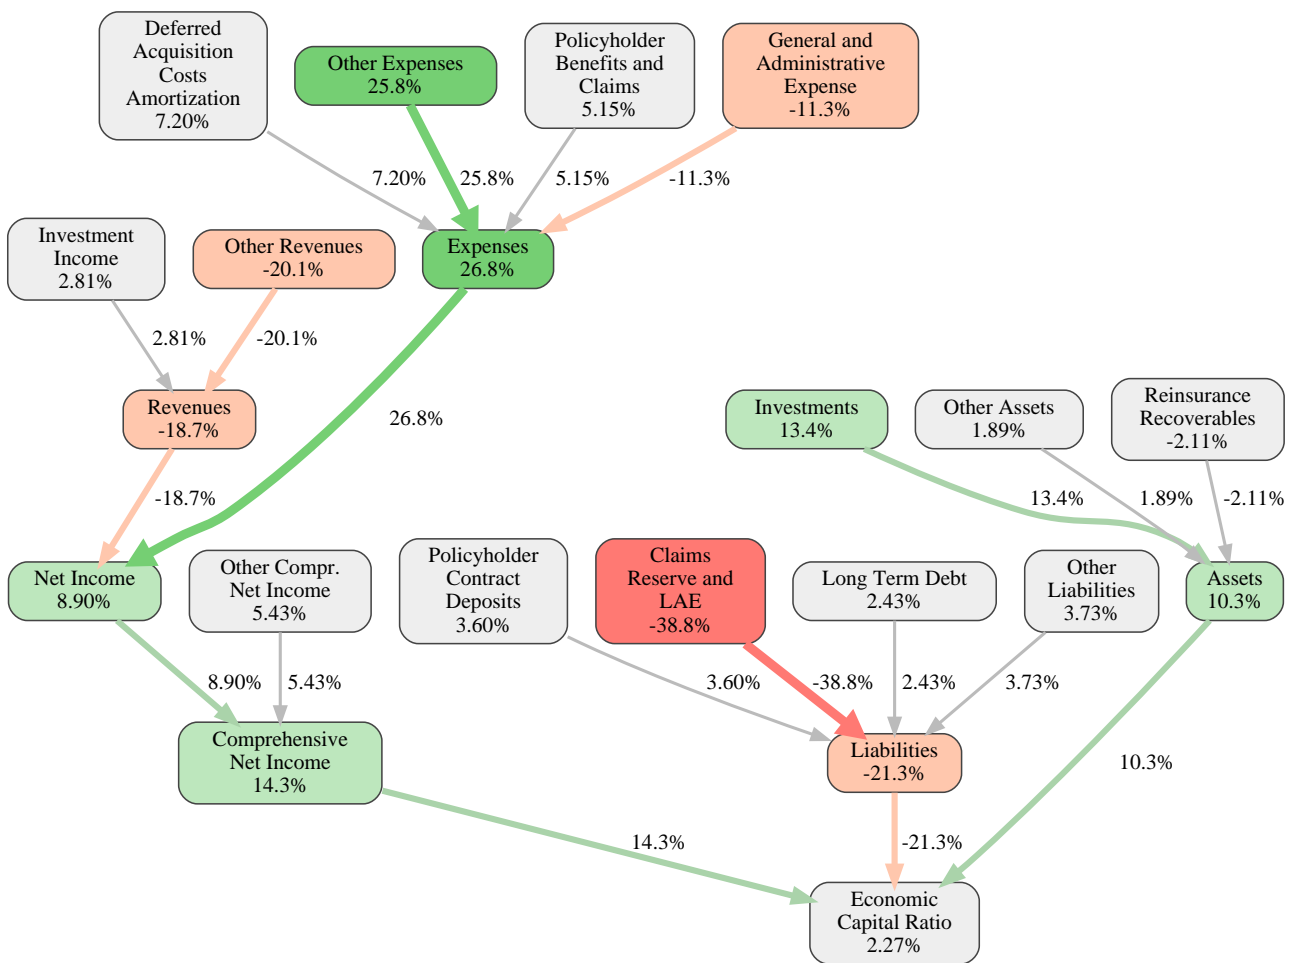 Deferred
Acquisition
Costs
Amortization
7.20%
Other Expenses
25.8%
Policyholder
Benefits and
Claims
5.15%
General and
Administrative
Expense
-11.3%
7.20%
25.8%
5.15%
-11.3%
Investment
Income
2.81%
Other Revenues
-20.1%
Expenses
26.8%
2.81%
-20.1%
Revenues
-18.7%
26.8%
Investments
13.4%
Other Assets
1.89%
Reinsurance
Recoverables
-2.11%
-18.7%
13.4%
1.89%
-2.11%
Net Income
8.90%
Other Compr.
Net Income
5.43%
Policyholder
Contract
Deposits
3.60%
Claims
Reserve and
LAE
-38.8%
Long Term Debt
2.43%
Other
Liabilities
3.73%
Assets
10.3%
8.90%
5.43%
3.60%
-38.8%
2.43%
3.73%
Comprehensive
Net Income
14.3%
Liabilities
-21.3%
10.3%
14.3%
-21.3%
Economic
Capital Ratio
2.27%